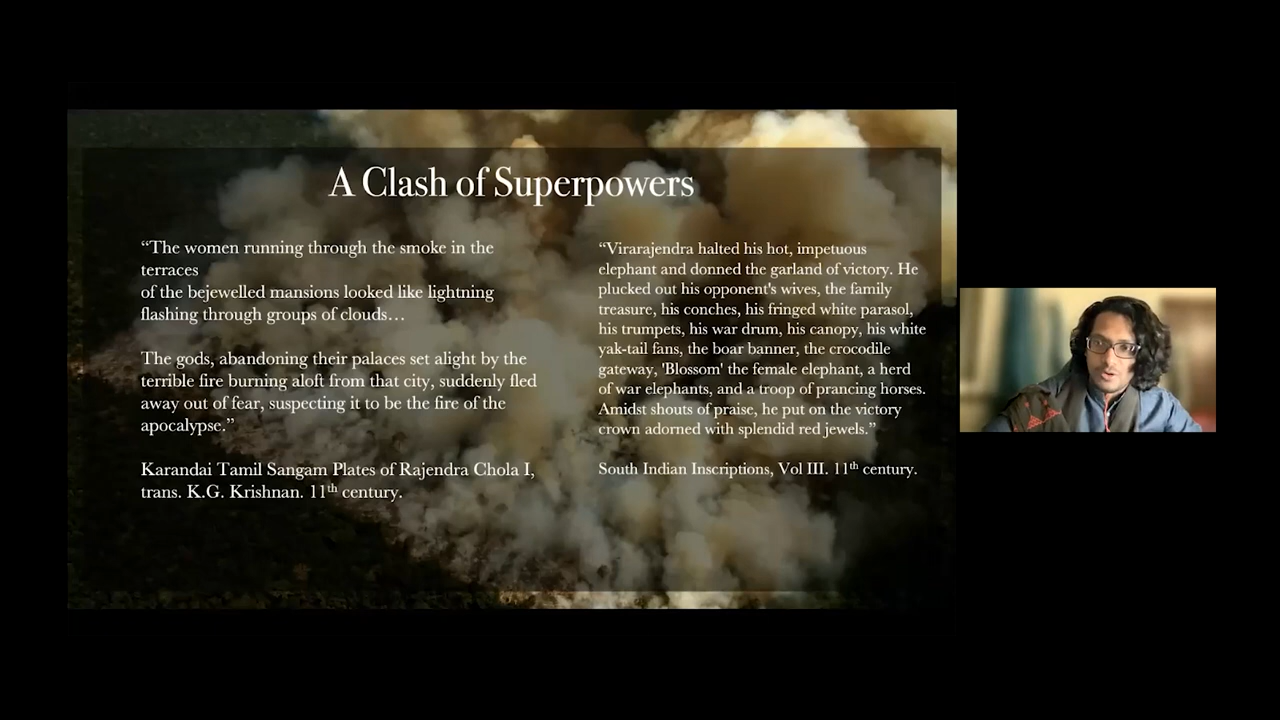 A Clash of Superpowers
“The women running through the smoke in the
terraces
of the bejewelled mansions looked like lightning
flashing through groups of clouds…
The gods, abandoning their palaces set alight by the
terrible fire burning aloft from that city, suddenly fled
away out of fear, suspecting it to be the fire of the
apocalypse.”
Karandai Tamil Sangam Plates of Rajendra Chola I,
trans. K.G. Krishnan. 11th century.
“Virarajendra halted his hot, impetuous
elephant and donned the garland of victory. He
plucked out his opponent's wives, the family
treasure, his conches, his fringed white parasol,
his trumpets, his war drum, his canopy, his white
yak-tail fans, the boar banner, the crocodile
gateway, 'Blossom' the female elephant, a herd
of war elephants, and a troop of prancing horses.
Amidst shouts of praise, he put on the victory
crown adorned with splendid red jewels.”
South Indian Inscriptions, Vol III. 11th century.